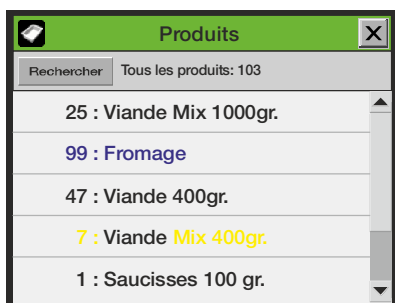 Produits
Rechercher Tous les produits: 103
25 : Viande Mix 1000gr.
99 : Fromage
47 : Viande 400gr.
7 : Viande Mix 400gr.
1 : Saucisses 100 gr.